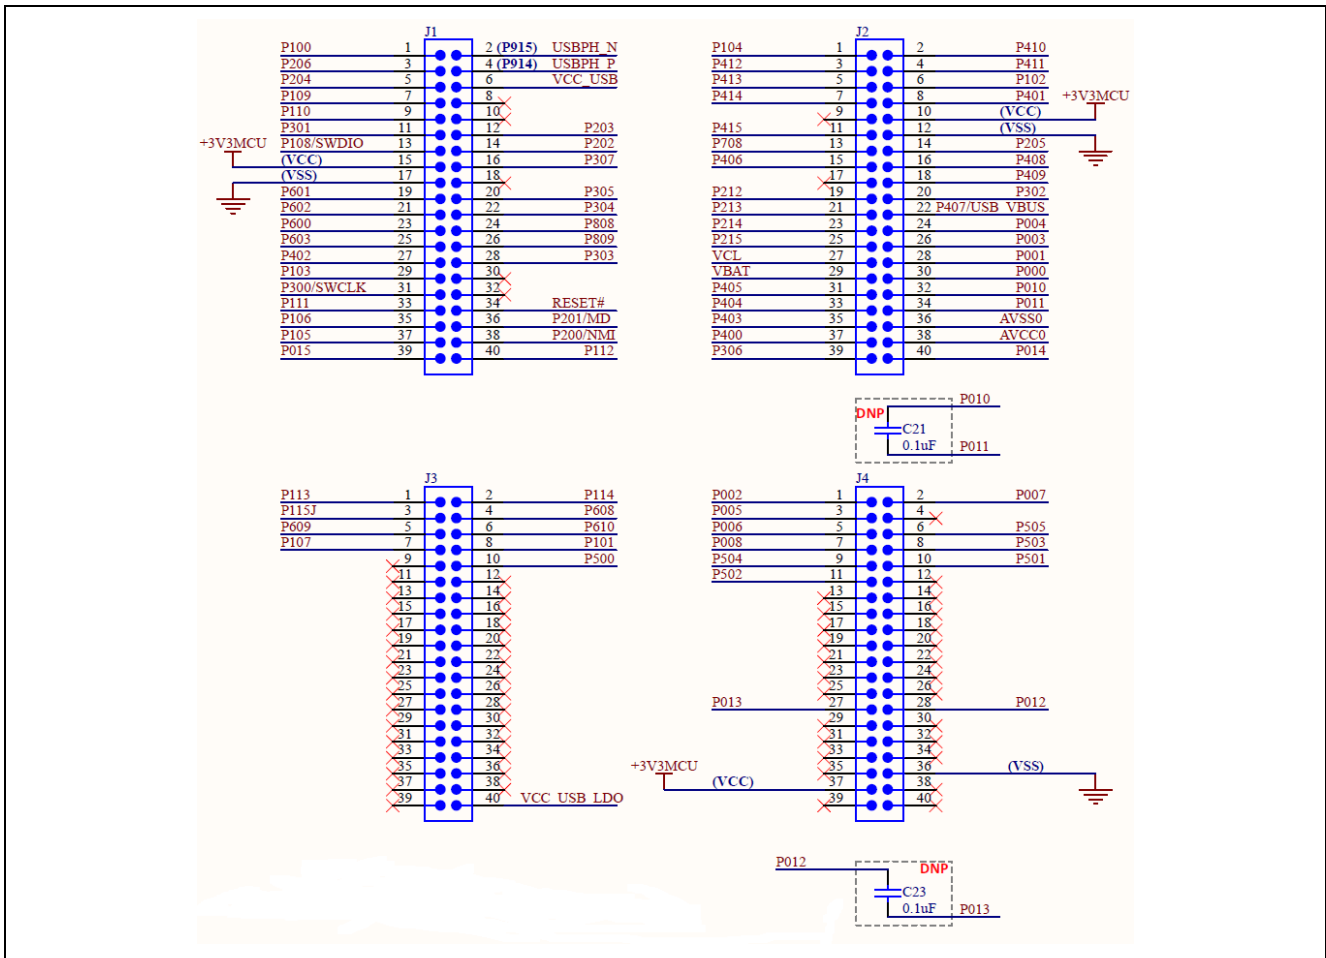 J1
P100 1 2 (P915) USBPH_N
P206 3 4 (P914) USBPH_P
P204 5 6 VCC_USB
P109 7 8
P110 9 10
P301 11 12 P203
+3V3MCU P108/SWDIO 13 14 P202
(VCC) 15 16 P307
(VSS) 17 18
P601 19 20 P305
P602 21 22 P304
P600 23 24 P808
P603 25 26 P809
P402 27 28 P303
P103 29 30
P300/SWCLK 31 32
P111 33 34 RESET#
P106 35 36 P201/MD
P105 37 38 P200/NMI
P015 39 40 P112
J2
P104 1 2 P410
P412 3 4 P411
P413 5 6 P102
P414 7 8 P401 +3V3MCU
9 10 (VCC)
P415 11 12 (VSS)
P708 13 14 P205
P406 15 16 P408
17 18 P409
P212 19 20 P302
P213 21 22 P407/USB_VBUS
P214 23 24 P004
P215 25 26 P003
VCL 27 28 P001
VBAT 29 30 P000
P405 31 32 P010
P404 33 34 P011
P403 35 36 AVSS0
P400 37 38 AVCC0
P306 39 40 P014
P010
DNP
C21
0.1uF P011
J3
P113 1 2 P114
P115J 3 4 P608
P609 5 6 P610
P107 7 8 P101
9 10 P500
11 12
13 14
15 16
17 18
19 20
21 22
23 24
25 26
27 28
29 30
31 32
33 34
35 36
37 38
39 40 VCC_USB_LDO
J4
P002 1 2 P007
P005 3 4
P006 5 6 P505
P008 7 8 P503
P504 9 10 P501
P502 11 12
13 14
15 16
17 18
19 20
21 22
23 24
25 26
P013 27 28 P012
29 30
31 32
33 34
+3V3MCU 35 36 (VSS)
(VCC) 37 38
39 40
P012 DNP
C23
0.1uF P013